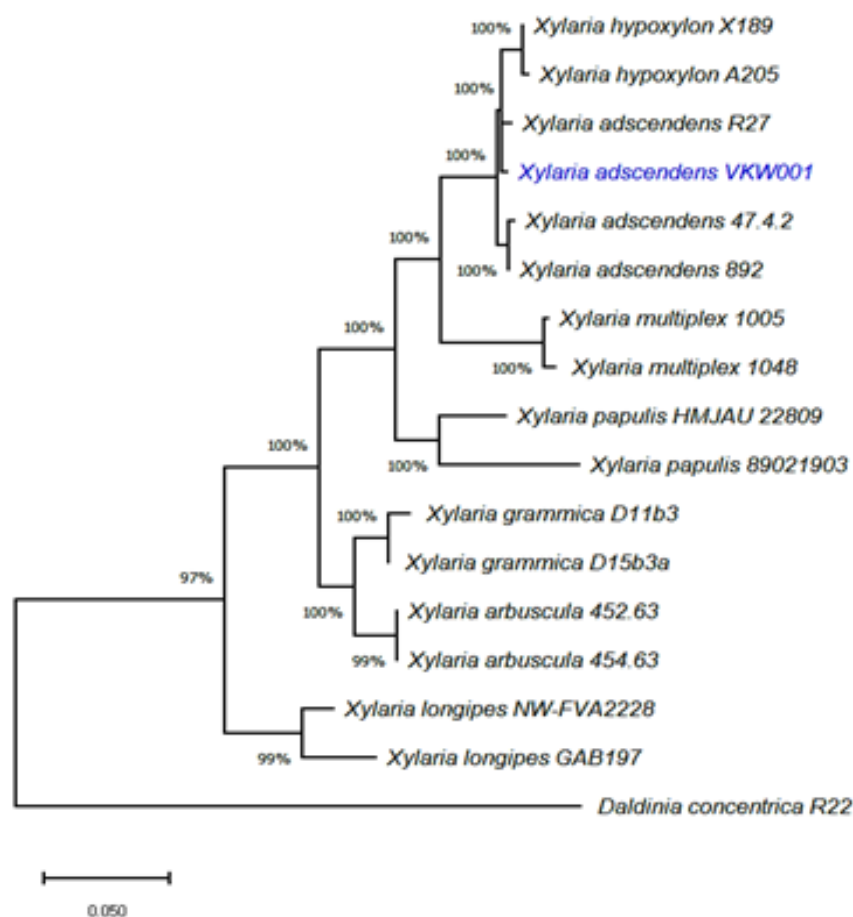 100%
Xylaria hypoxylon X189
Xylaria hypoxylon A205
100%
Xylaria adscendens R27
100%
Xylaria adscendens VKW001
Xylaria adscendens 47.4.2
100%
100%
Xylaria adscendens 892
100%
Xylaria multiplex 1005
100%
Xylaria multiplex 1048
Xylaria papulis HMJAU 22809
100%
100%
Xylaria papulis 89021903
100%
Xylaria grammica D11b3
Xylaria grammica D15b3a
97%
100%
Xylaria arbuscula 452.63
99%
Xylaria arbuscula 454.63
Xylaria longipes NW-FVA2228
99%
Xylaria longipes GAB197
Daldinia concentrica R22
0.050